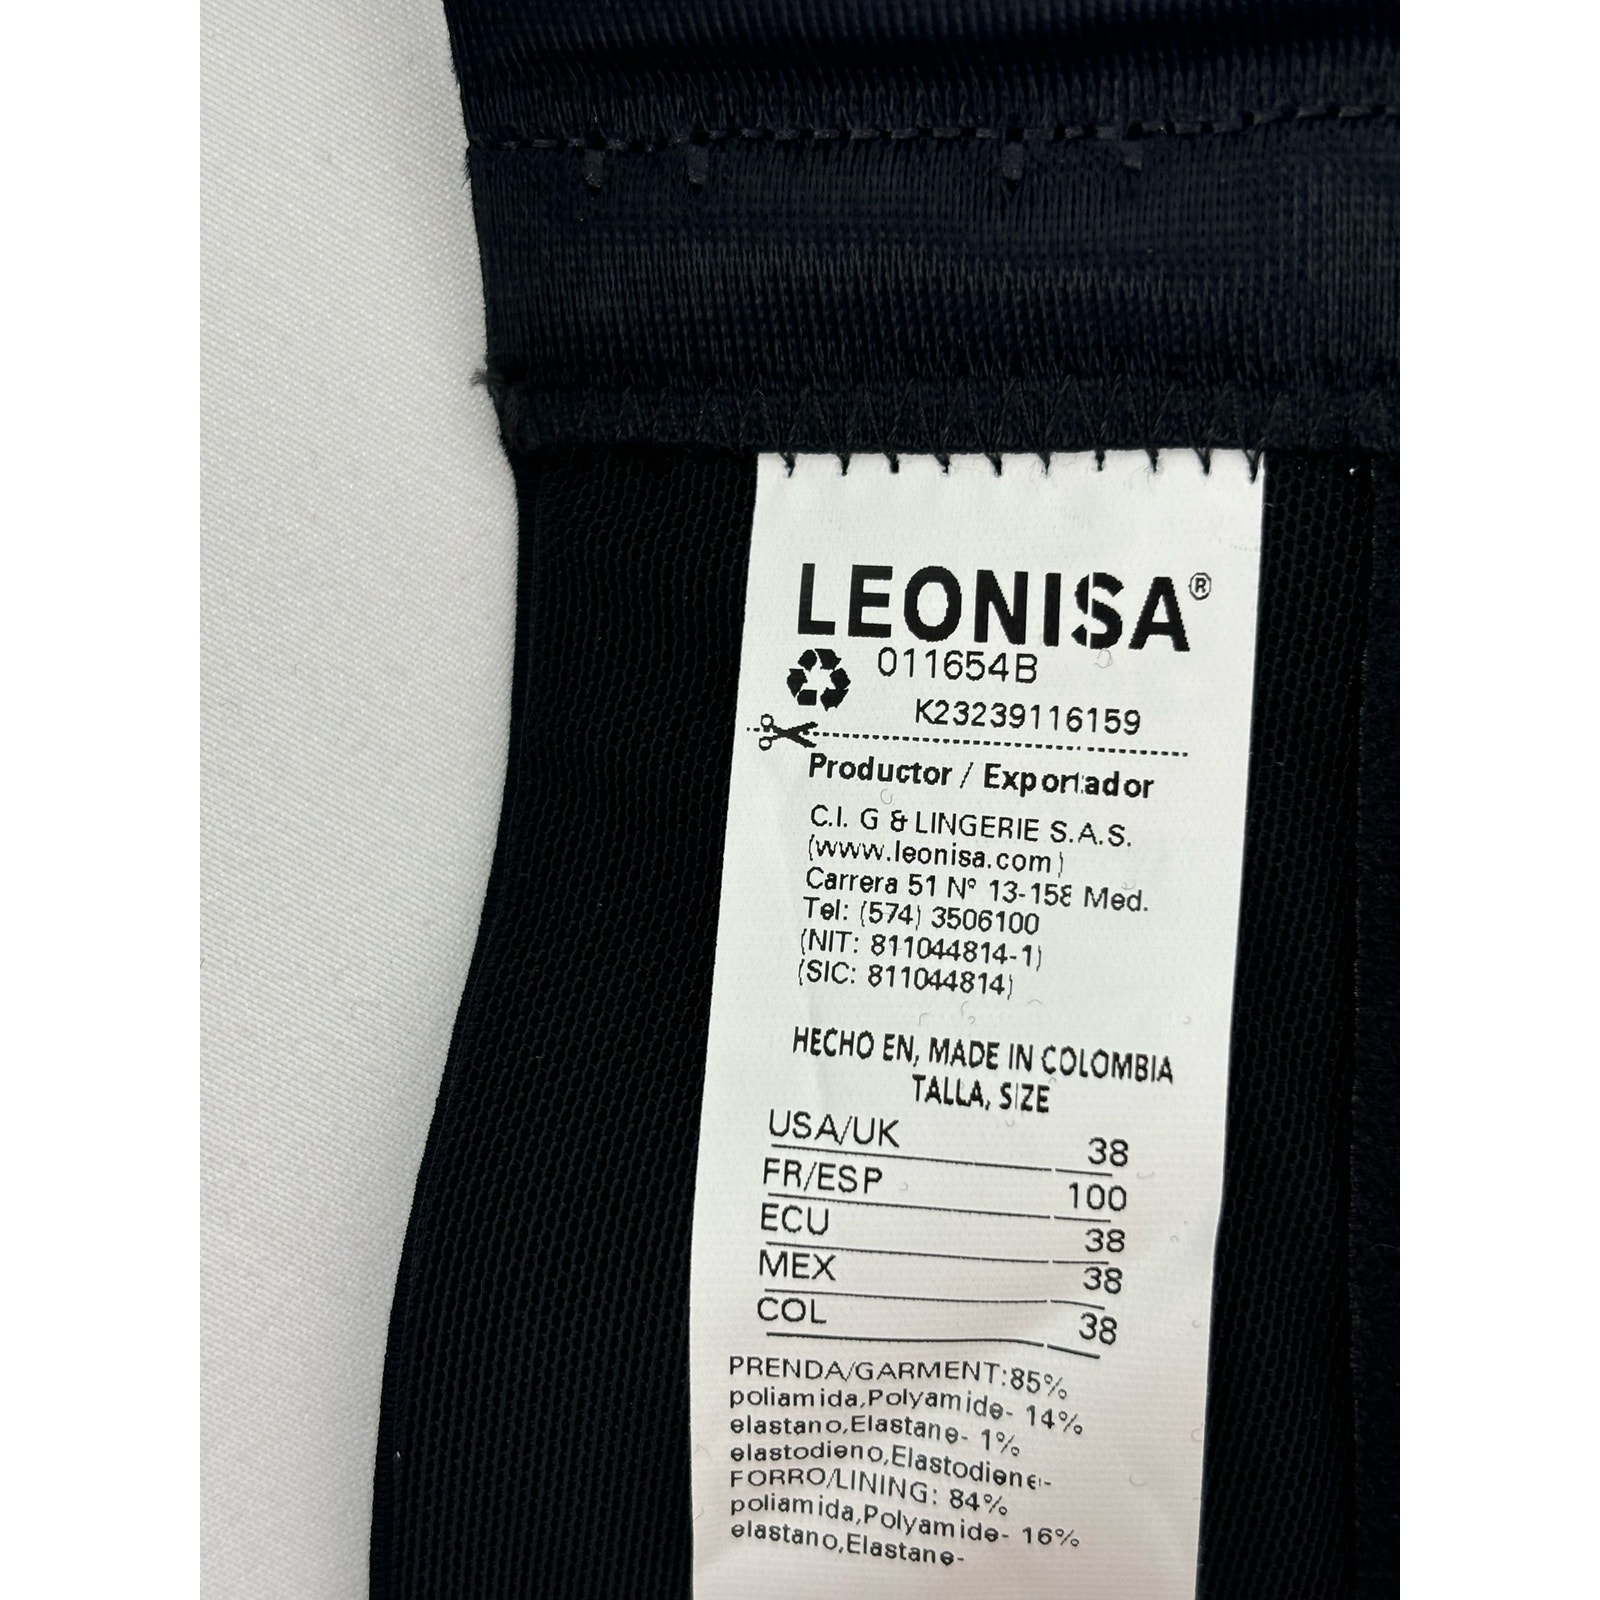 LEONISA®
011654B
K23239116159
Productor / Exportador
C.I. G & LINGERIE S.A.S.
(www.leonisa.com)
Carrera 51 N° 13-158 Med.
Tel: (574) 3506100
(NIT: 811044814-1)
(SIC: 811044814)
HECHO EN, MADE IN COLOMBIA
TALLA, SIZE
USA/UK 38
FR/ESP 100
ECU 38
MEX 38
COL 38
PRENDA/GARMENT:85%
poliamida,Polyamide- 14%
elastano,Elastane- 1%
elastodieno,Elastodiene-
FORRO/LINING: 84%
poliamida,Polyamide- 16%
elastano,Elastane-